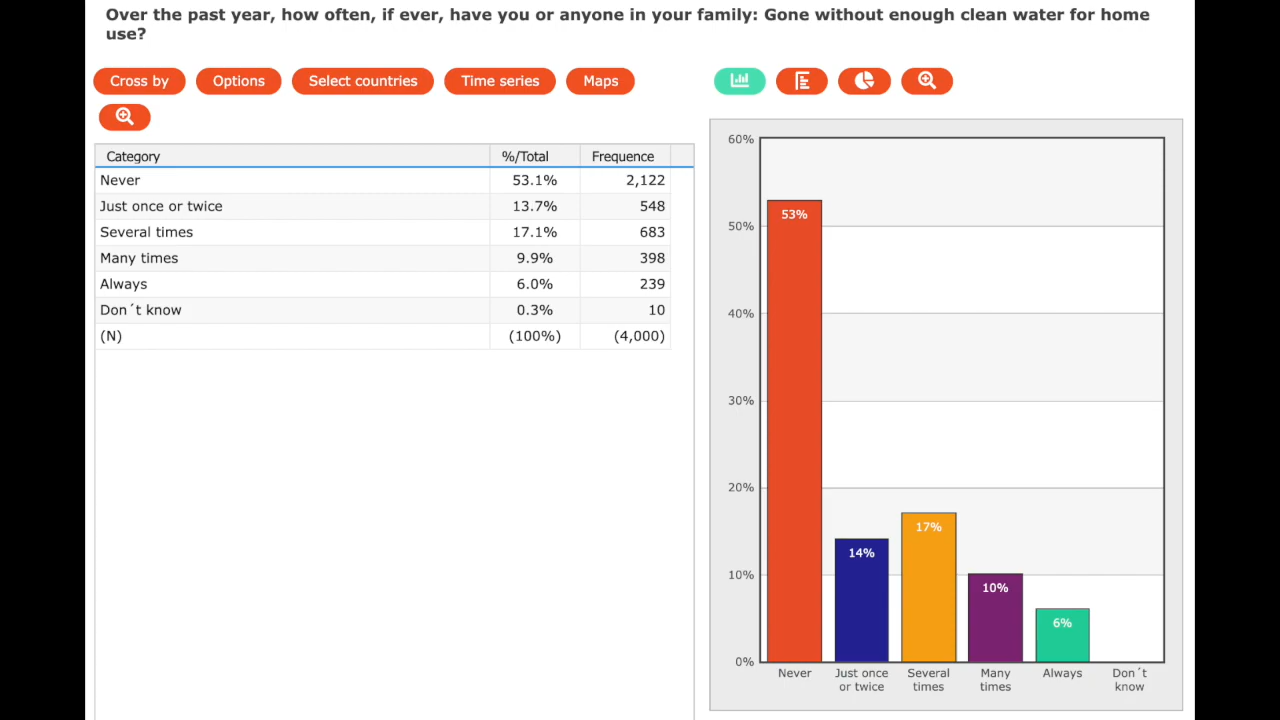 Over the past year, how often, if ever, have you or anyone in your family: Gone without enough clean water for home
use?
Cross by Options Select countries Time series Maps
Category %/Total Frequence
Never 53.1% 2,122
Just once or twice 13.7% 548
Several times 17.1% 683
Many times 9.9% 398
Always 6.0% 239
Don´t know 0.3% 10
(N) (100%) (4,000)
60%
50%
40%
30%
20%
10%
0%
53%
14%
17%
10%
6%
Never Just once Several Many Always Don´t
or twice times times know